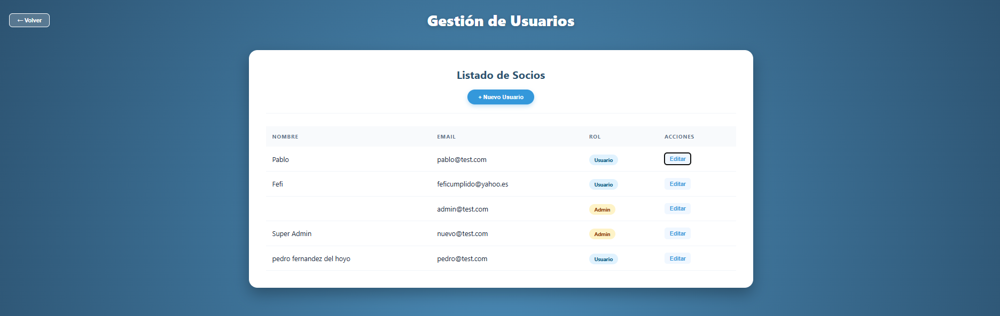 ← Volver
Gestión de Usuarios
Listado de Socios
+ Nuevo Usuario
NOMBRE EMAIL ROL ACCIONES
Pablo pablo@test.com Usuario Editar
Fefi feficumplido@yahoo.es Usuario Editar
admin@test.com Admin Editar
Super Admin nuevo@test.com Admin Editar
pedro fernandez del hoyo pedro@test.com Usuario Editar